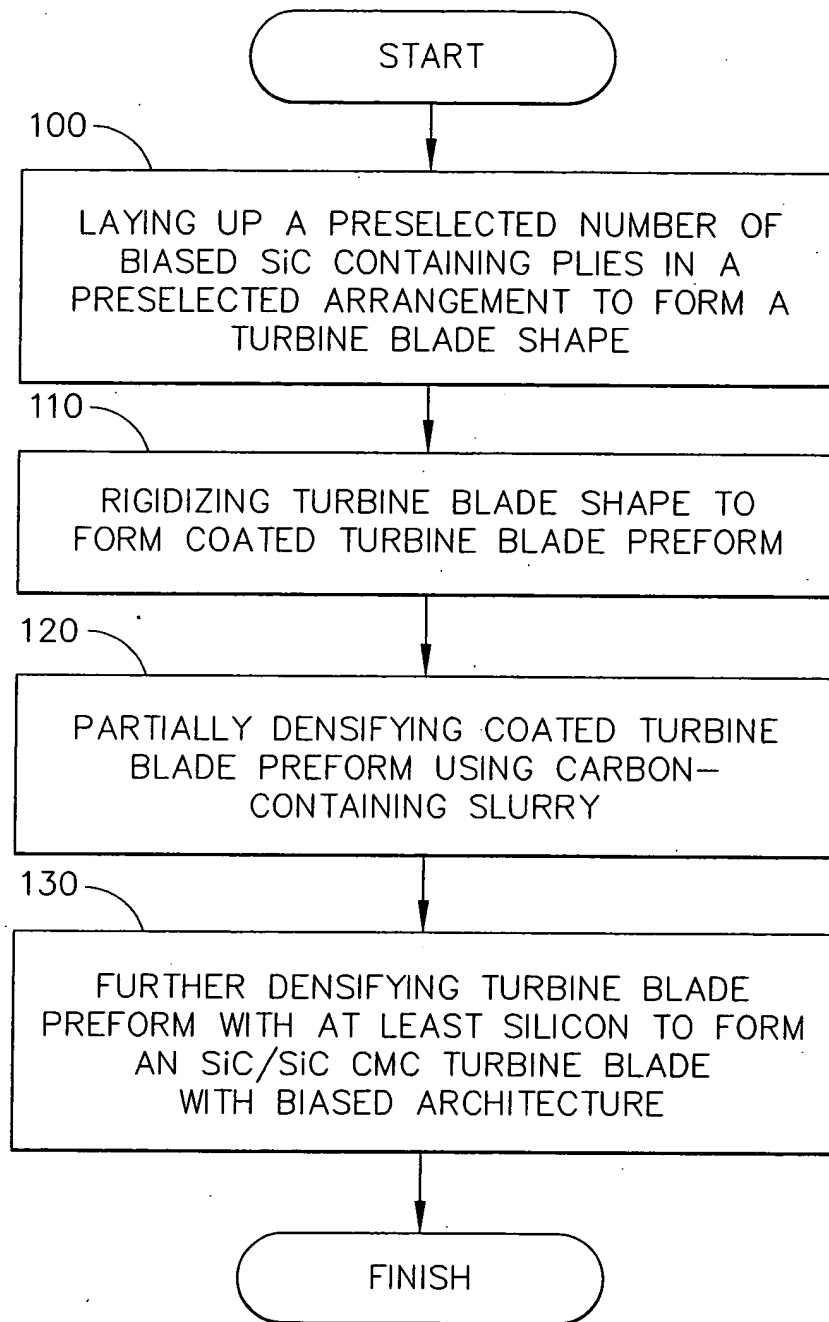 START
100
LAYING UP A PRESELECTED NUMBER OF
BIASED SiC CONTAINING PLIES IN A
PRESELECTED ARRANGEMENT TO FORM A
TURBINE BLADE SHAPE
110
RIGIDIZING TURBINE BLADE SHAPE TO
FORM COATED TURBINE BLADE PREFORM
120
PARTIALLY DENSIFYING COATED TURBINE
BLADE PREFORM USING CARBON–
CONTAINING SLURRY
130
FURTHER DENSIFYING TURBINE BLADE
PREFORM WITH AT LEAST SILICON TO FORM
AN SiC/SiC CMC TURBINE BLADE
WITH BIASED ARCHITECTURE
FINISH